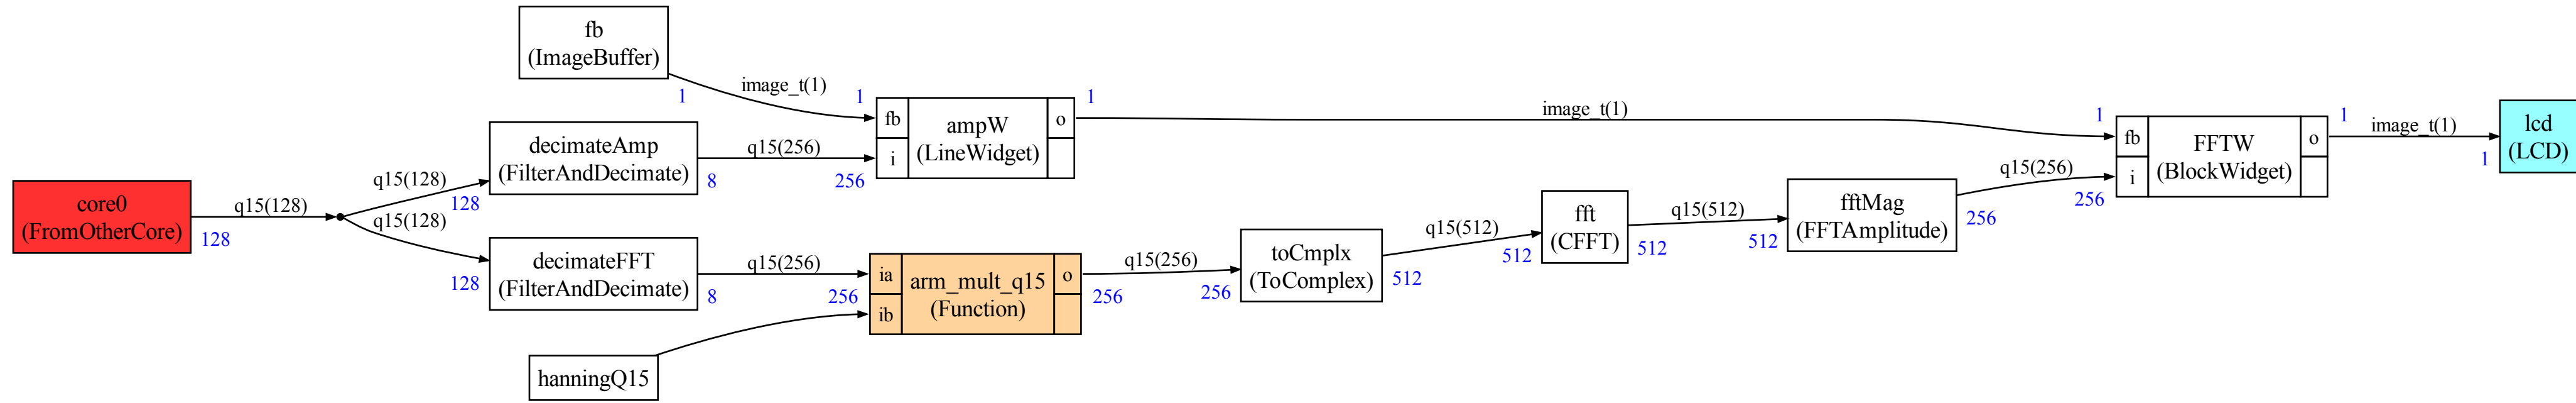 fb
(ImageBuffer)
image_t(1)
1
1
fb
i
ampW
(LineWidget)
o
1
image_t(1)
1
fb
i
FFTW
(BlockWidget)
o
1
image_t(1)
1
lcd
(LCD)
core0
(FromOtherCore)
q15(128)
128
q15(128)
128
decimateAmp
(FilterAndDecimate)
q15(256)
8
256
q15(128)
128
decimateFFT
(FilterAndDecimate)
q15(256)
8
256
hanningQ15
ia
ib
arm_mult_q15
(Function)
o
q15(256)
256
256
toCmplx
(ToComplex)
q15(512)
512
512
fft
(CFFT)
q15(512)
512
512
fftMag
(FFTAmplitude)
q15(256)
256
256